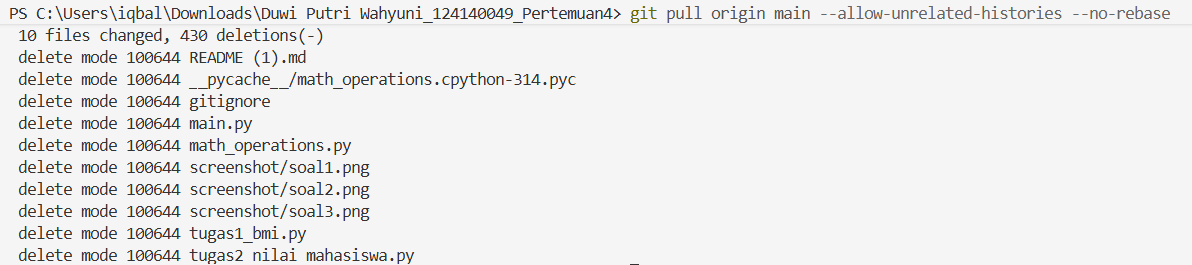 PS C:\Users\iqbal\Downloads\Duwi Putri Wahyuni_124140049_Pertemuan4> git pull origin main --allow-unrelated-histories --no-rebase
10 files changed, 430 deletions(-)
delete mode 100644 README (1).md
delete mode 100644 __pycache__/math_operations.cpython-314.pyc
delete mode 100644 gitignore
delete mode 100644 main.py
delete mode 100644 math_operations.py
delete mode 100644 screenshot/soal1.png
delete mode 100644 screenshot/soal2.png
delete mode 100644 screenshot/soal3.png
delete mode 100644 tugas1_bmi.py
delete mode 100644 tugas2 nilai mahasiswa.py